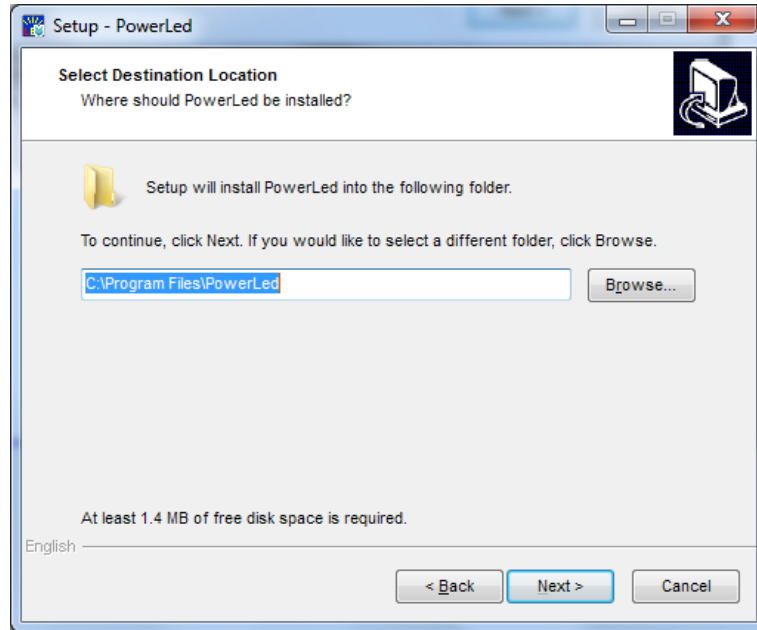 Setup - PowerLed
Select Destination Location
Where should PowerLed be installed?
Setup will install PowerLed into the following folder.
To continue, click Next. If you would like to select a different folder, click Browse.
C:\Program Files\PowerLed
Browse...
At least 1.4 MB of free disk space is required.
English
< Back
Next >
Cancel